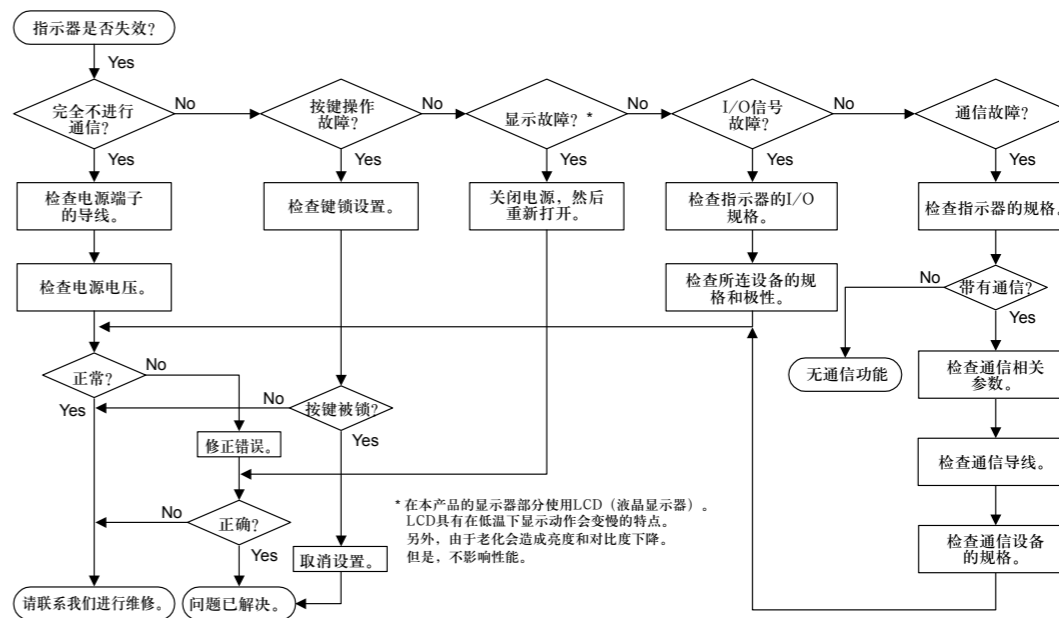 指示器是否失效？
Yes
完全不进行
通信？
No
按键操作
故障？
No
显示故障？ *
No
I/O信号
故障？
No
通信故障？
Yes
Yes
Yes
Yes
Yes
检查电源端子
的导线。
检查键锁设置。
关闭电源，然后
重新打开。
检查指示器的I/O
规格。
检查指示器的规格。
检查电源电压。
检查所连设备的规
格和极性。
No
带有通信？
Yes
无通信功能
检查通信相关
参数。
正常？
No
Yes
No
按键被锁？
Yes
修正错误。
检查通信导线。
* 在本产品的显示器部分使用LCD（液晶显示器）。
LCD具有在低温下显示动作会变慢的特点。
另外，由于老化会造成亮度和对比度下降。
但是，不影响性能。
No
正确？
Yes
取消设置。
检查通信设备
的规格。
请联系我们进行维修。
问题已解决。